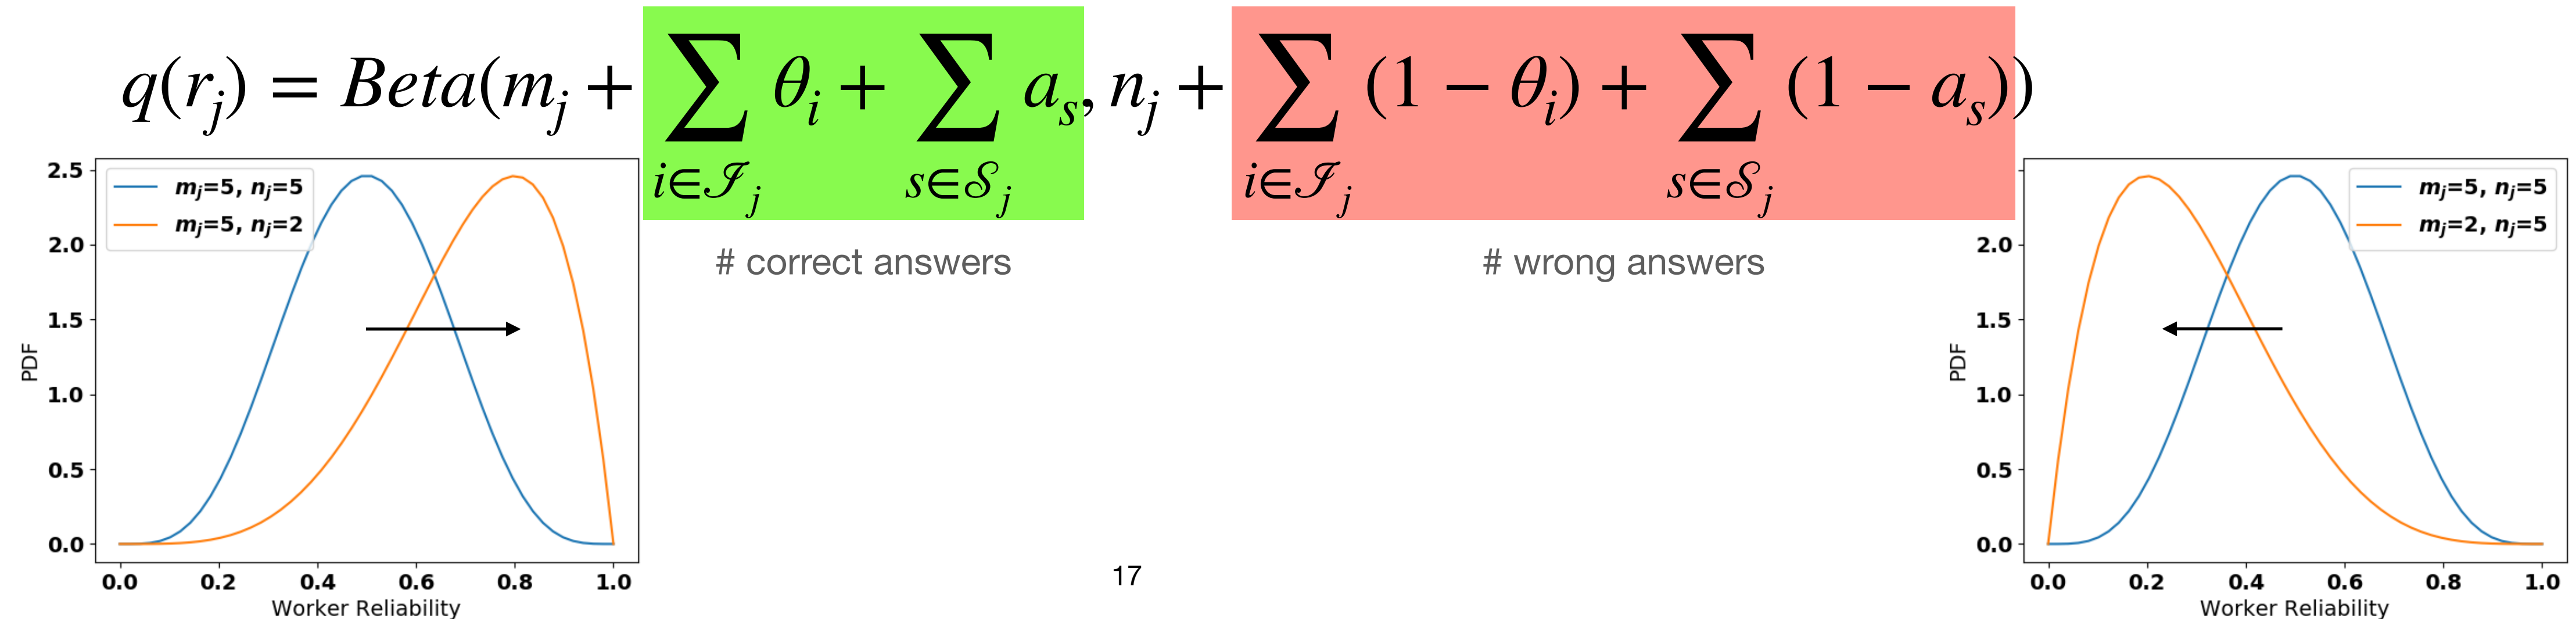 q(r_j) = Beta(m_j + ∑_{i∈ℐ_j} θ_i + ∑_{s∈𝒮_j} a_s, n_j + ∑_{i∈ℐ_j} (1 − θ_i) + ∑_{s∈𝒮_j} (1 − a_s))
# correct answers
# wrong answers
m_j=5, n_j=5
m_j=5, n_j=2
2.5
2.0
1.5
1.0
0.5
0.0
PDF
0.0 0.2 0.4 0.6 0.8 1.0
Worker Reliability
m_j=5, n_j=5
m_j=2, n_j=5
2.0
1.5
1.0
0.5
0.0
PDF
0.0 0.2 0.4 0.6 0.8 1.0
Worker Reliability
17